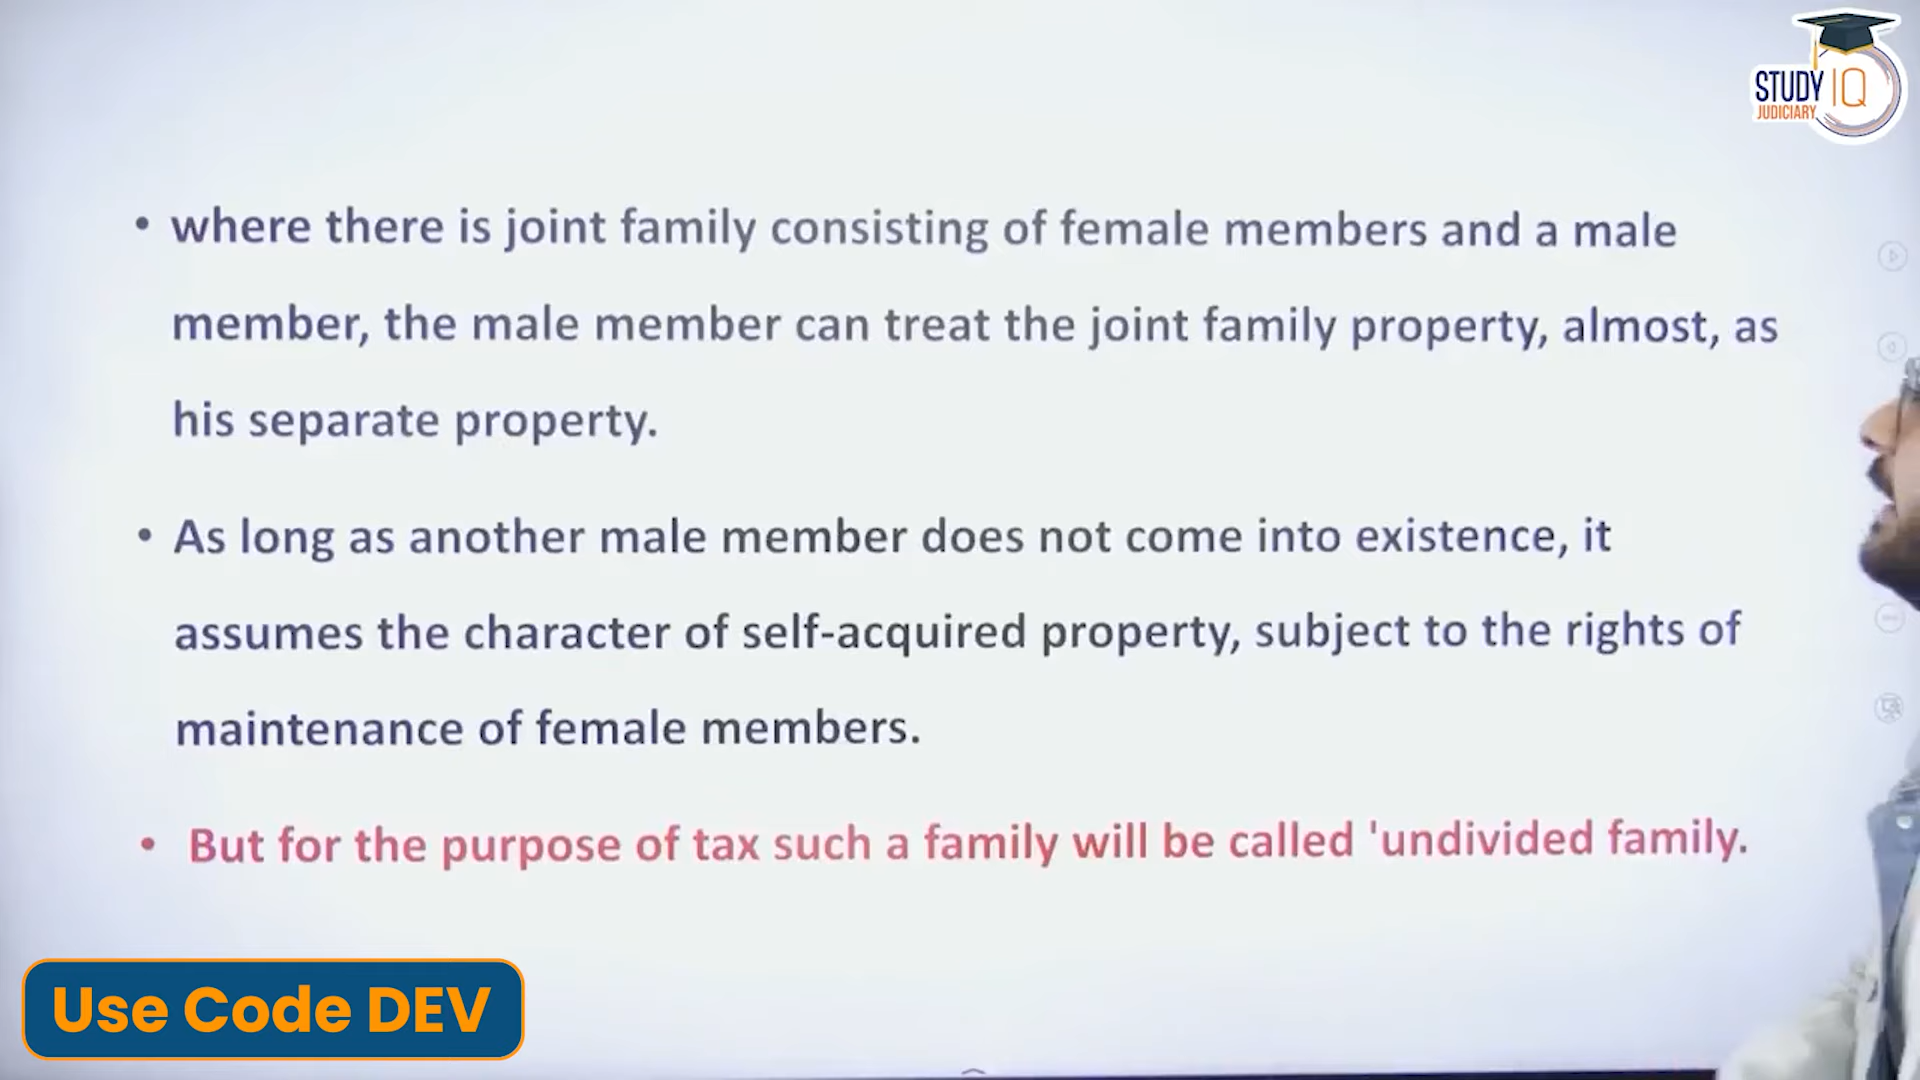 STUDY IQ
JUDICIARY
• where there is joint family consisting of female members and a male
member, the male member can treat the joint family property, almost, as
his separate property.
• As long as another male member does not come into existence, it
assumes the character of self-acquired property, subject to the rights of
maintenance of female members.
• But for the purpose of tax such a family will be called 'undivided family.
Use Code DEV